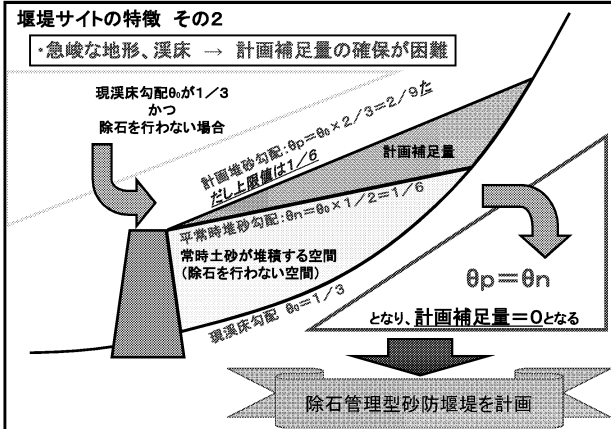 堰堤サイトの特徴 その2
・急峻な地形、渓床 → 計画補足量の確保が困難
現渓床勾配θ₀が1/3
かつ
除石を行わない場合
計画堆砂勾配:θp=θ₀×2/3=2/9た
だし上限値は1/6
計画補足量
平常時堆砂勾配:θn=θ₀×1/2=1/6
常時土砂が堆積する空間
(除石を行わない空間)
現渓床勾配 θ₀=1/3
θp=θn
となり、計画補足量=0となる
除石管理型砂防堰堤を計画